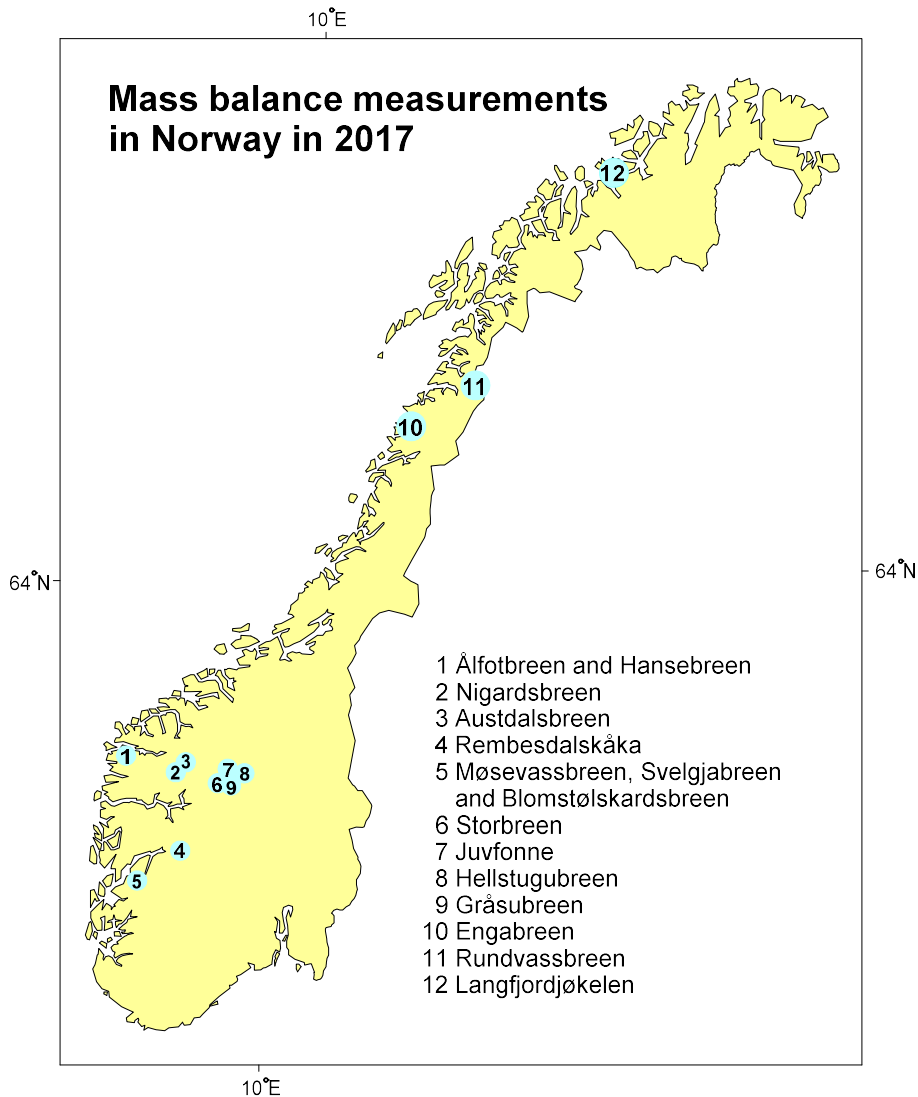 10°E
Mass balance measurements
in Norway in 2017
12
11
10
64°N
64°N
1 Ålfotbreen and Hansebreen
2 Nigardsbreen
3 Austdalsbreen
4 Rembesdalskåka
5 Møsevassbreen, Svelgjabreen
and Blomstølskardsbreen
6 Storbreen
7 Juvfonne
8 Hellstugubreen
9 Gråsubreen
10 Engabreen
11 Rundvassbreen
12 Langfjordjøkelen
1
3
2
7
8
6
9
4
5
10°E